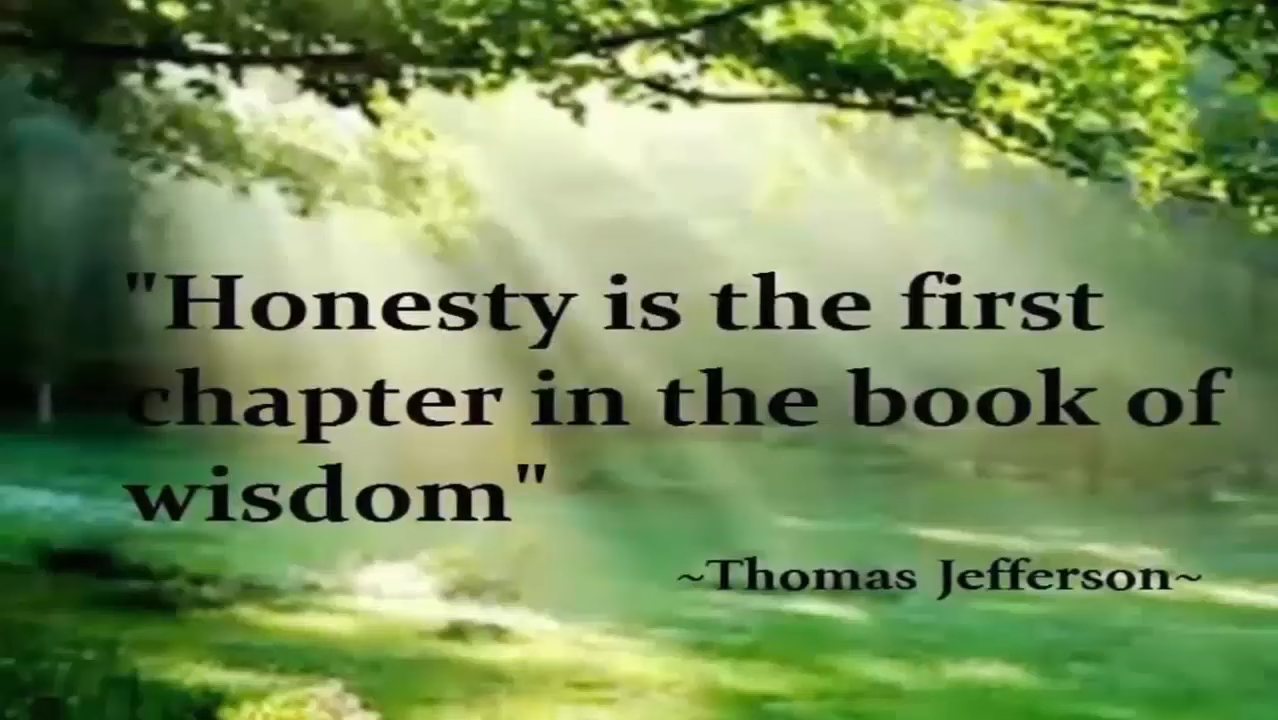 "Honesty is the first
chapter in the book of
wisdom"
~Thomas Jefferson~